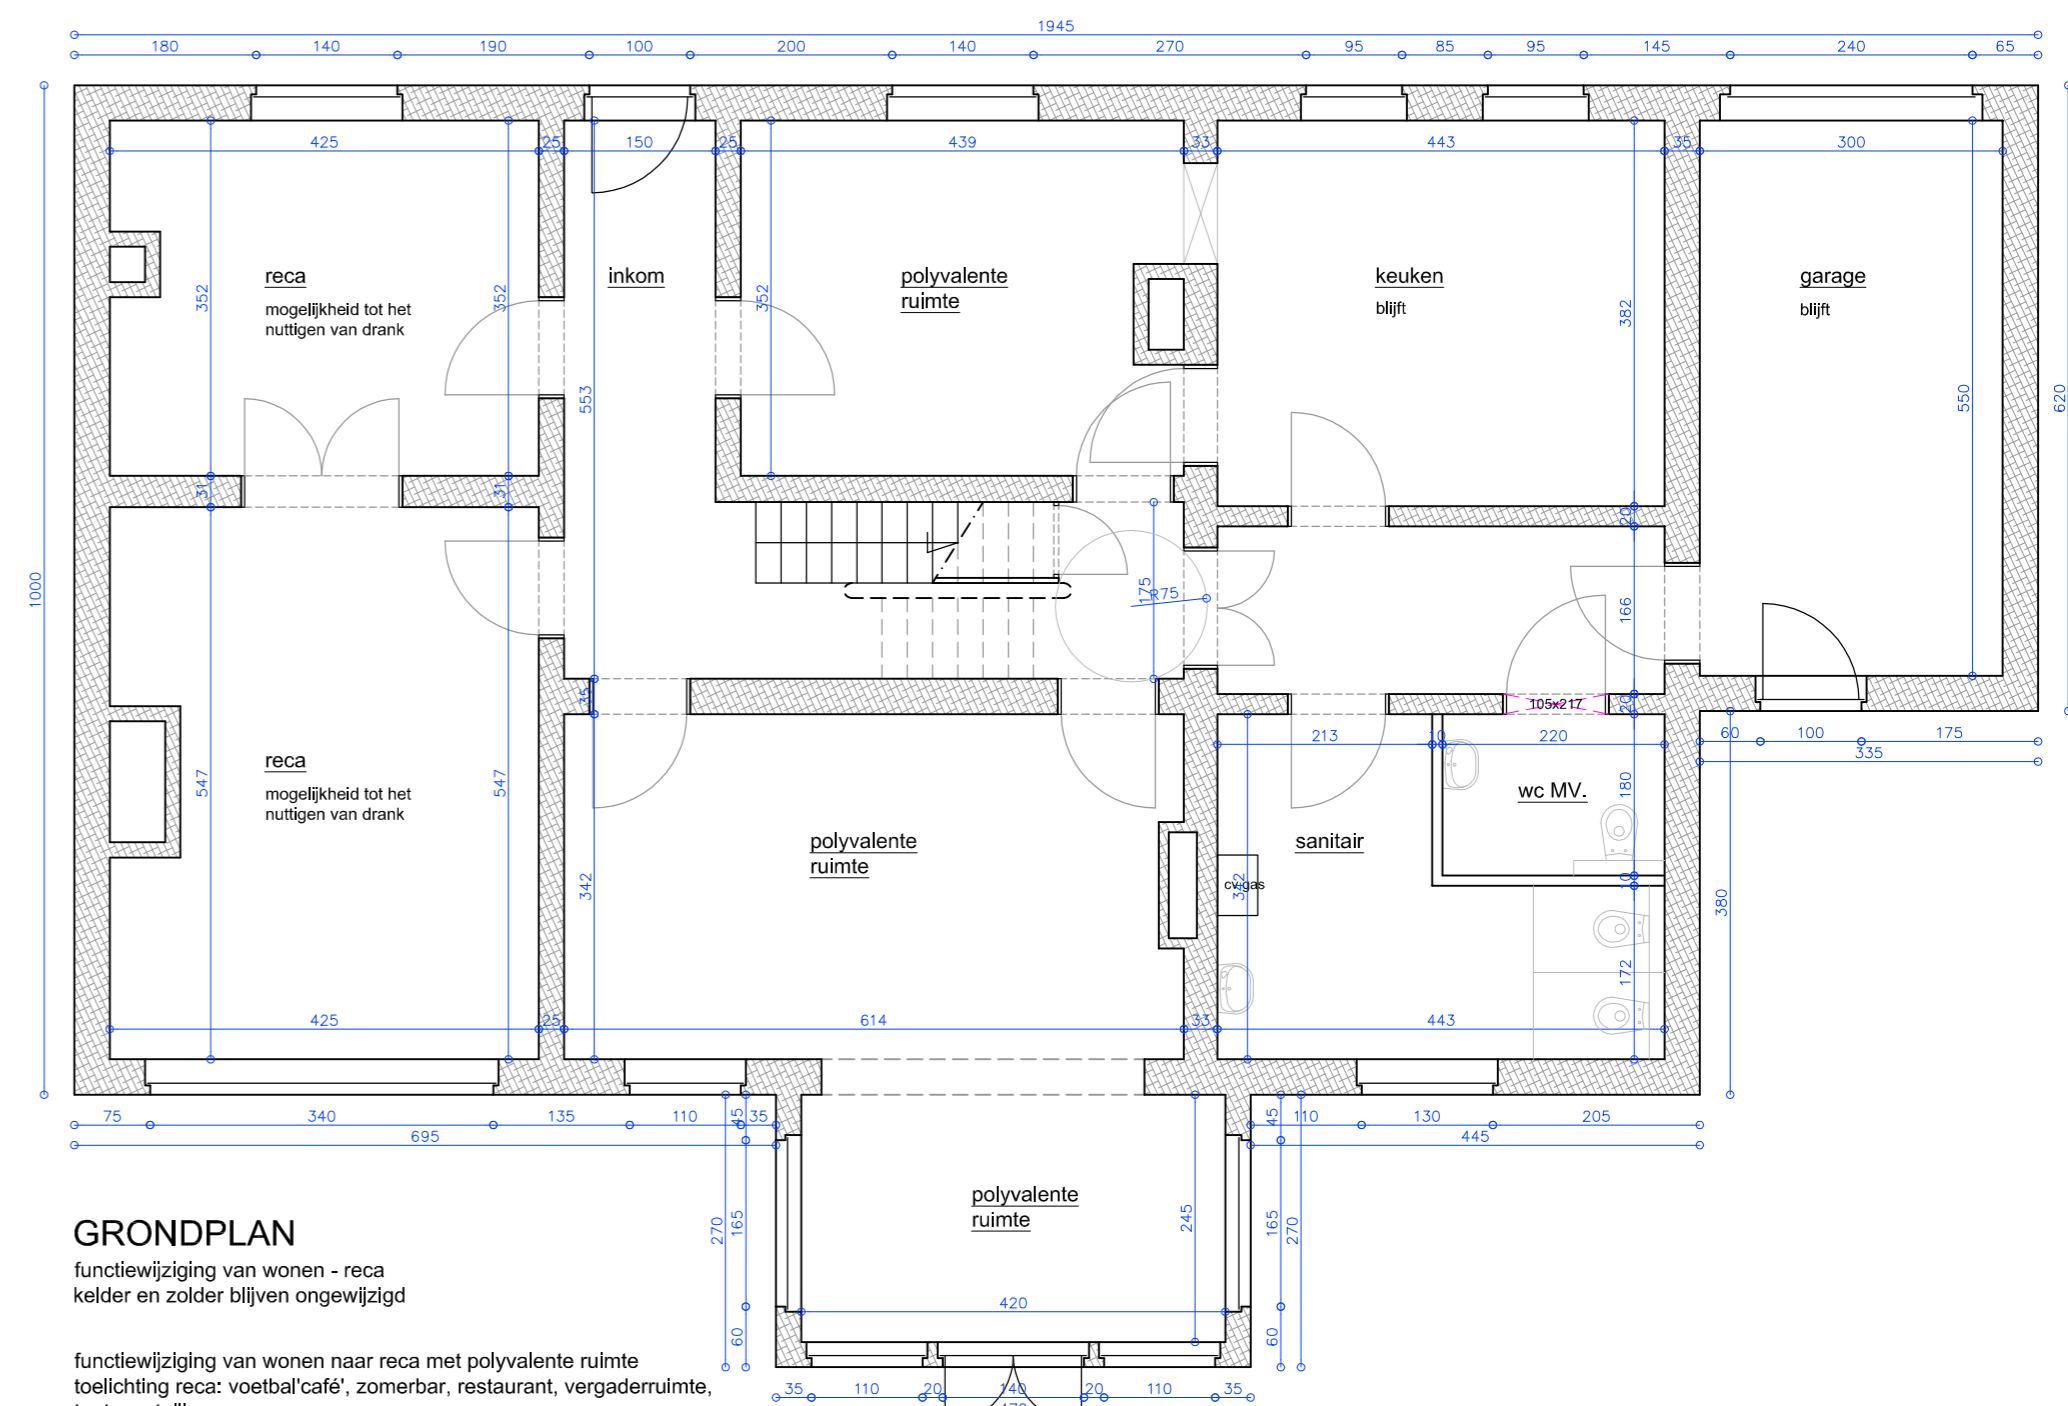 1945
180 140 190 100 200 140 270 95 85 95 145 240 65
425 25 150 25 439 33 443 35 300
reca
mogelijkheid tot het
nuttigen van drank
inkom
polyvalente
ruimte
keuken
blijft
garage
blijft
352 352 352 382 550 620
553
31 31 20
1000
175 R75 166
35 20
105x217
213 10 220
60 100 175
335
reca
mogelijkheid tot het
nuttigen van drank
547 547
polyvalente
ruimte
sanitair
wc MV.
180
342 342
cv-gas
10
380
172
425 25 614 33 443
75 340 135 110 35 45 45 110 130 205
695 445
polyvalente
ruimte
270 165 245 165 270
420
60 60
35 110 20 140 20 110 35
GRONDPLAN
functiewijziging van wonen - reca
kelder en zolder blijven ongewijzigd
functiewijziging van wonen naar reca met polyvalente ruimte
toelichting reca: voetbal'café', zomerbar, restaurant, vergaderruimte,